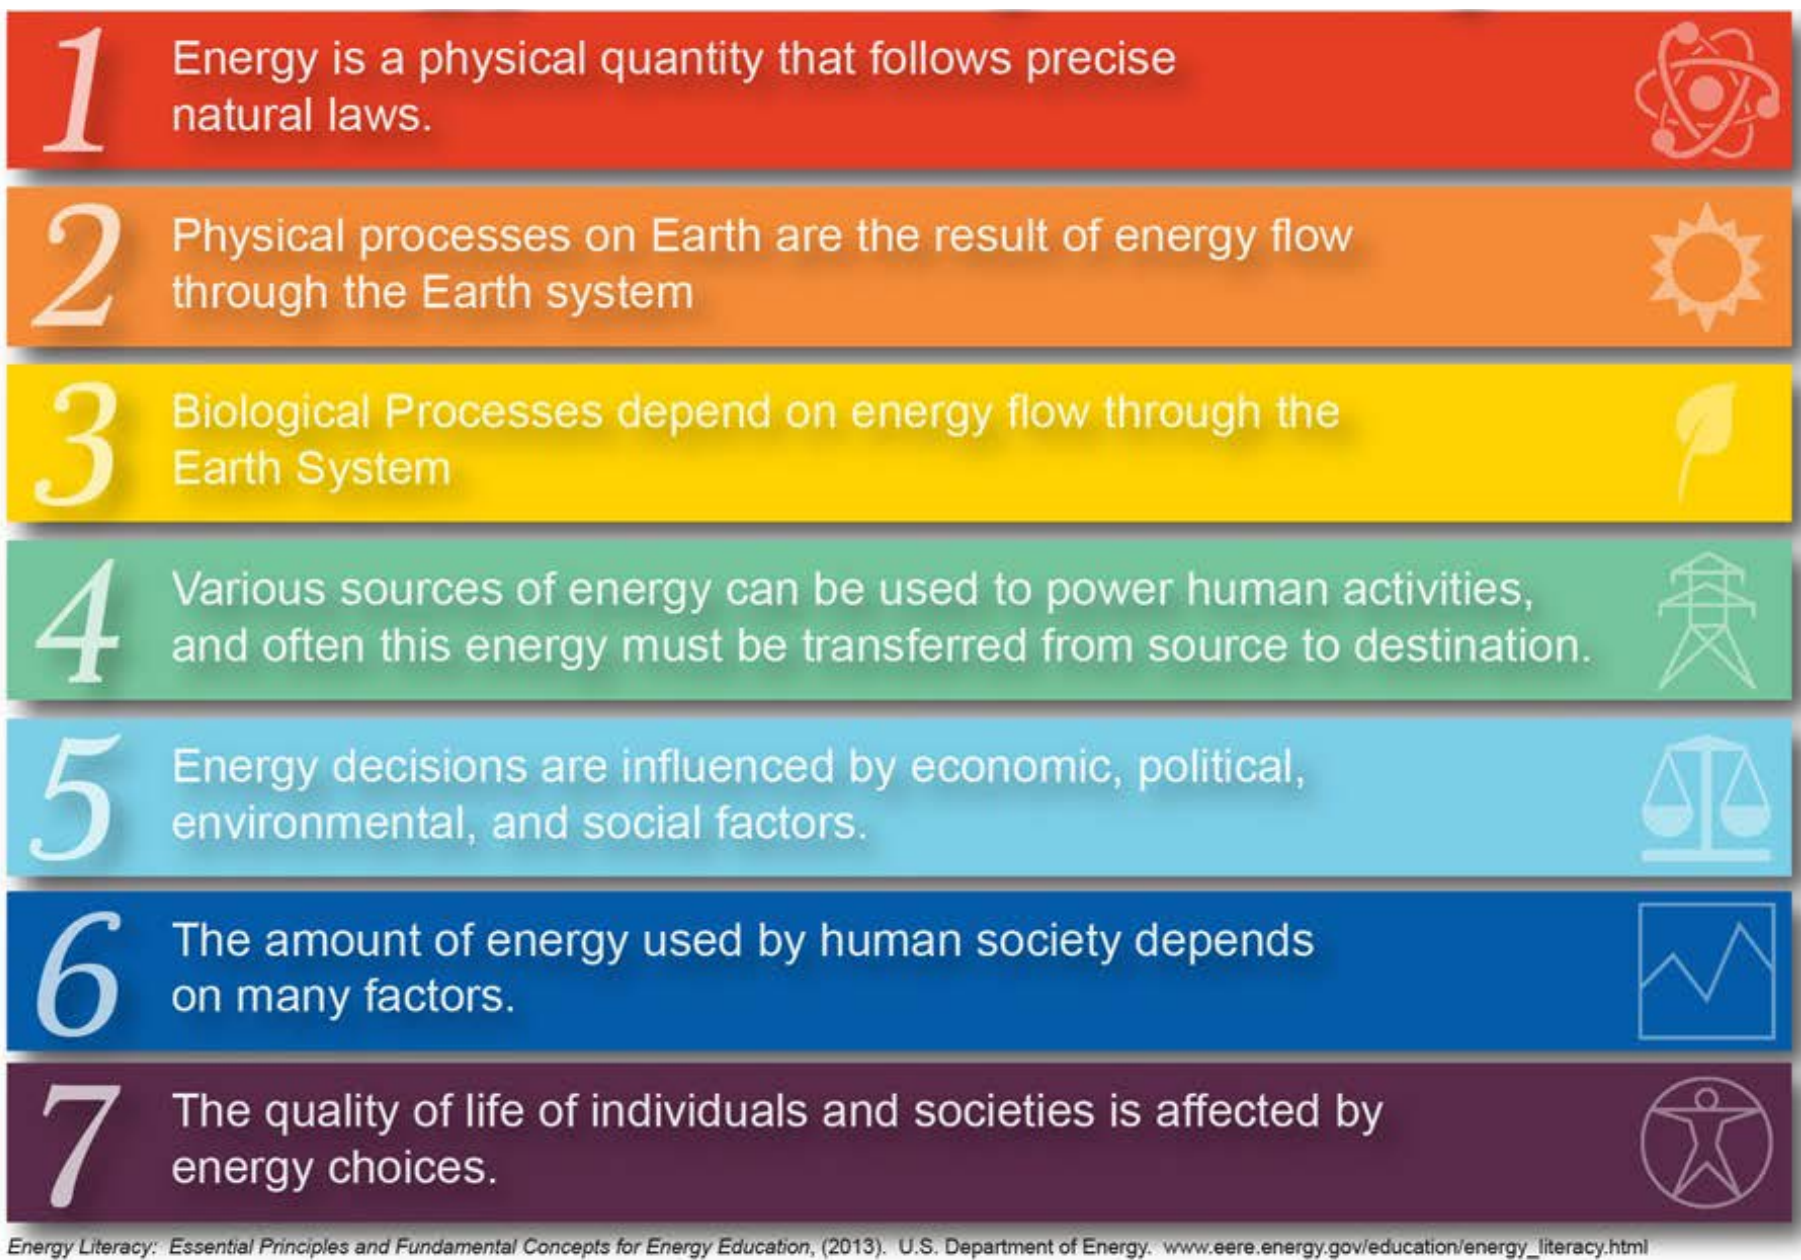 1
Energy is a physical quantity that follows precise
natural laws.
2
Physical processes on Earth are the result of energy flow
through the Earth system
3
Biological Processes depend on energy flow through the
Earth System
4
Various sources of energy can be used to power human activities,
and often this energy must be transferred from source to destination.
5
Energy decisions are influenced by economic, political,
environmental, and social factors.
6
The amount of energy used by human society depends
on many factors.
7
The quality of life of individuals and societies is affected by
energy choices.
Energy Literacy: Essential Principles and Fundamental Concepts for Energy Education, (2013). U.S. Department of Energy. www.eere.energy.gov/education/energy_literacy.html